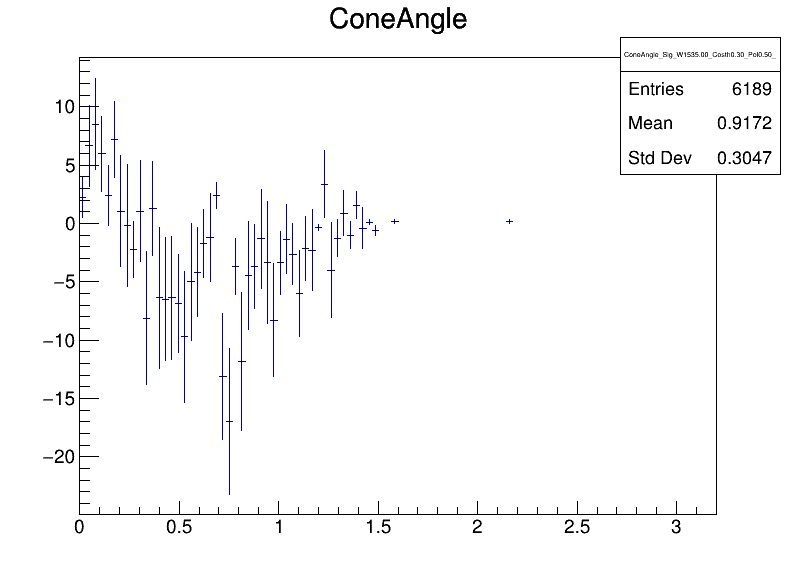 ConeAngle
ConeAngle_Sig_W1535.00_Costh0.30_Pol0.50_
Entries 6189
Mean 0.9172
Std Dev 0.3047
10
5
0
−5
−10
−15
−20
0 0.5 1 1.5 2 2.5 3